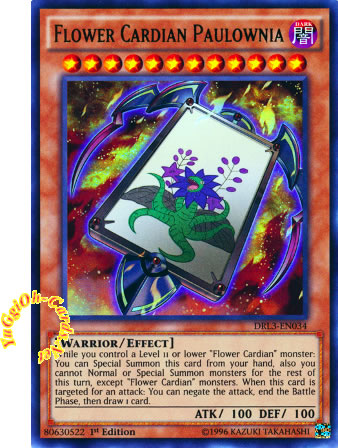 FLOWER CARDIAN PAULOWNIA
DARK
闇
DRL3-EN034
[WARRIOR/EFFECT]
While you control a Level 11 or lower "Flower Cardian" monster:
You can Special Summon this card from your hand, also you
cannot Normal or Special Summon monsters for the rest of
this turn, except "Flower Cardian" monsters. When this card is
targeted for an attack: You can negate the attack, end the Battle
Phase, then draw 1 card.
ATK/ 100 DEF/ 100
80630522 1st Edition ©1996 KAZUKI TAKAHASHI